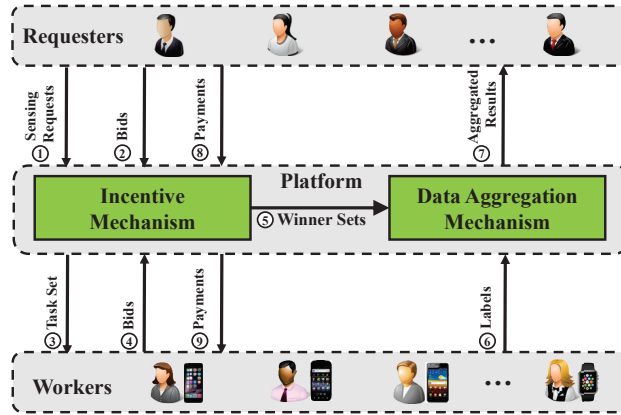 Requesters
...
① Sensing
Requests
② Bids
⑧ Payments
⑦ Aggregated
Results
Platform
Incentive
Mechanism
⑤ Winner Sets
Data Aggregation
Mechanism
③ Task Set
④ Bids
⑨ Payments
⑥ Labels
Workers
...